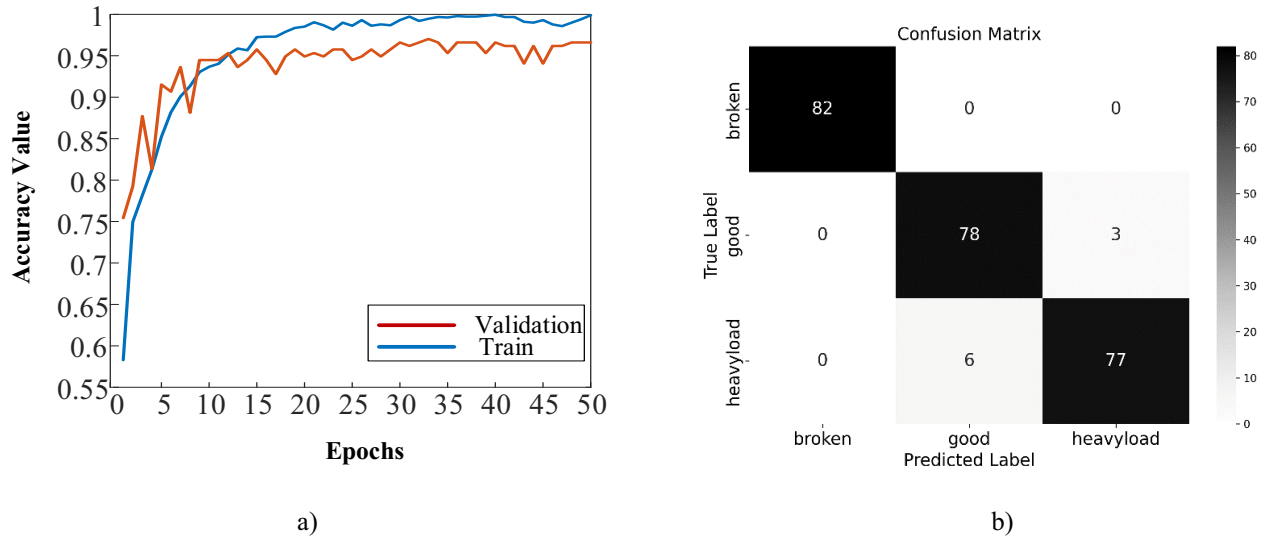 1
0.95
0.9
0.85
0.8
0.75
0.7
0.65
0.6
0.55
0 5 10 15 20 25 30 35 40 45 50
Accuracy Value
Epochs
Validation
Train
a)
Confusion Matrix
True Label
broken
good
heavyload
82 0 0
0 78 3
0 6 77
broken good heavyload
Predicted Label
80
70
60
50
40
30
20
10
0
b)